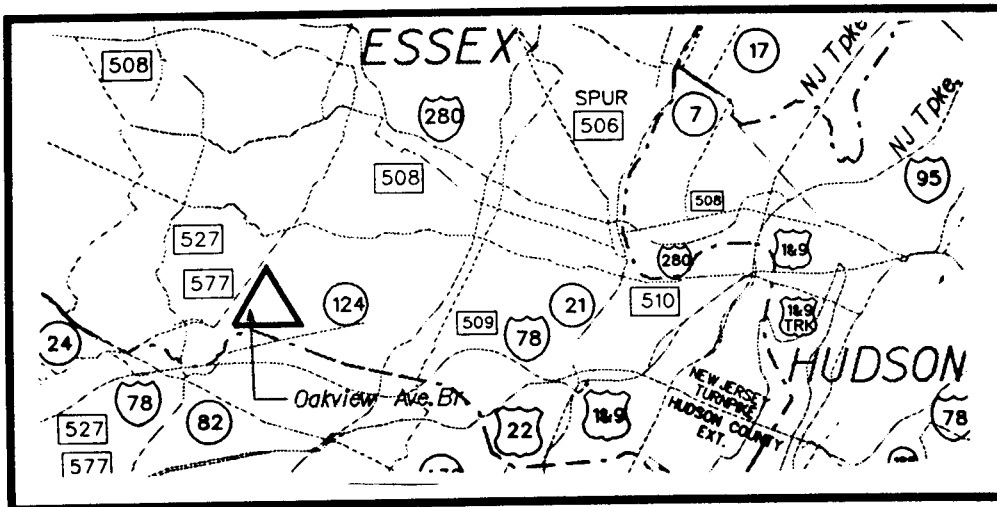 ESSEX
508
17
NJ Tpke
NJ Tpke.
280
SPUR
506
7
508
95
508
527
280
1&9
577
124
21
510
1&9
TRK
509
78
24
HUDSON
NEW JERSEY
TURNPIKE
HUDSON COUNTY
EXT.
78
Oakview Ave. Br.
82
22
1&9
78
527
577